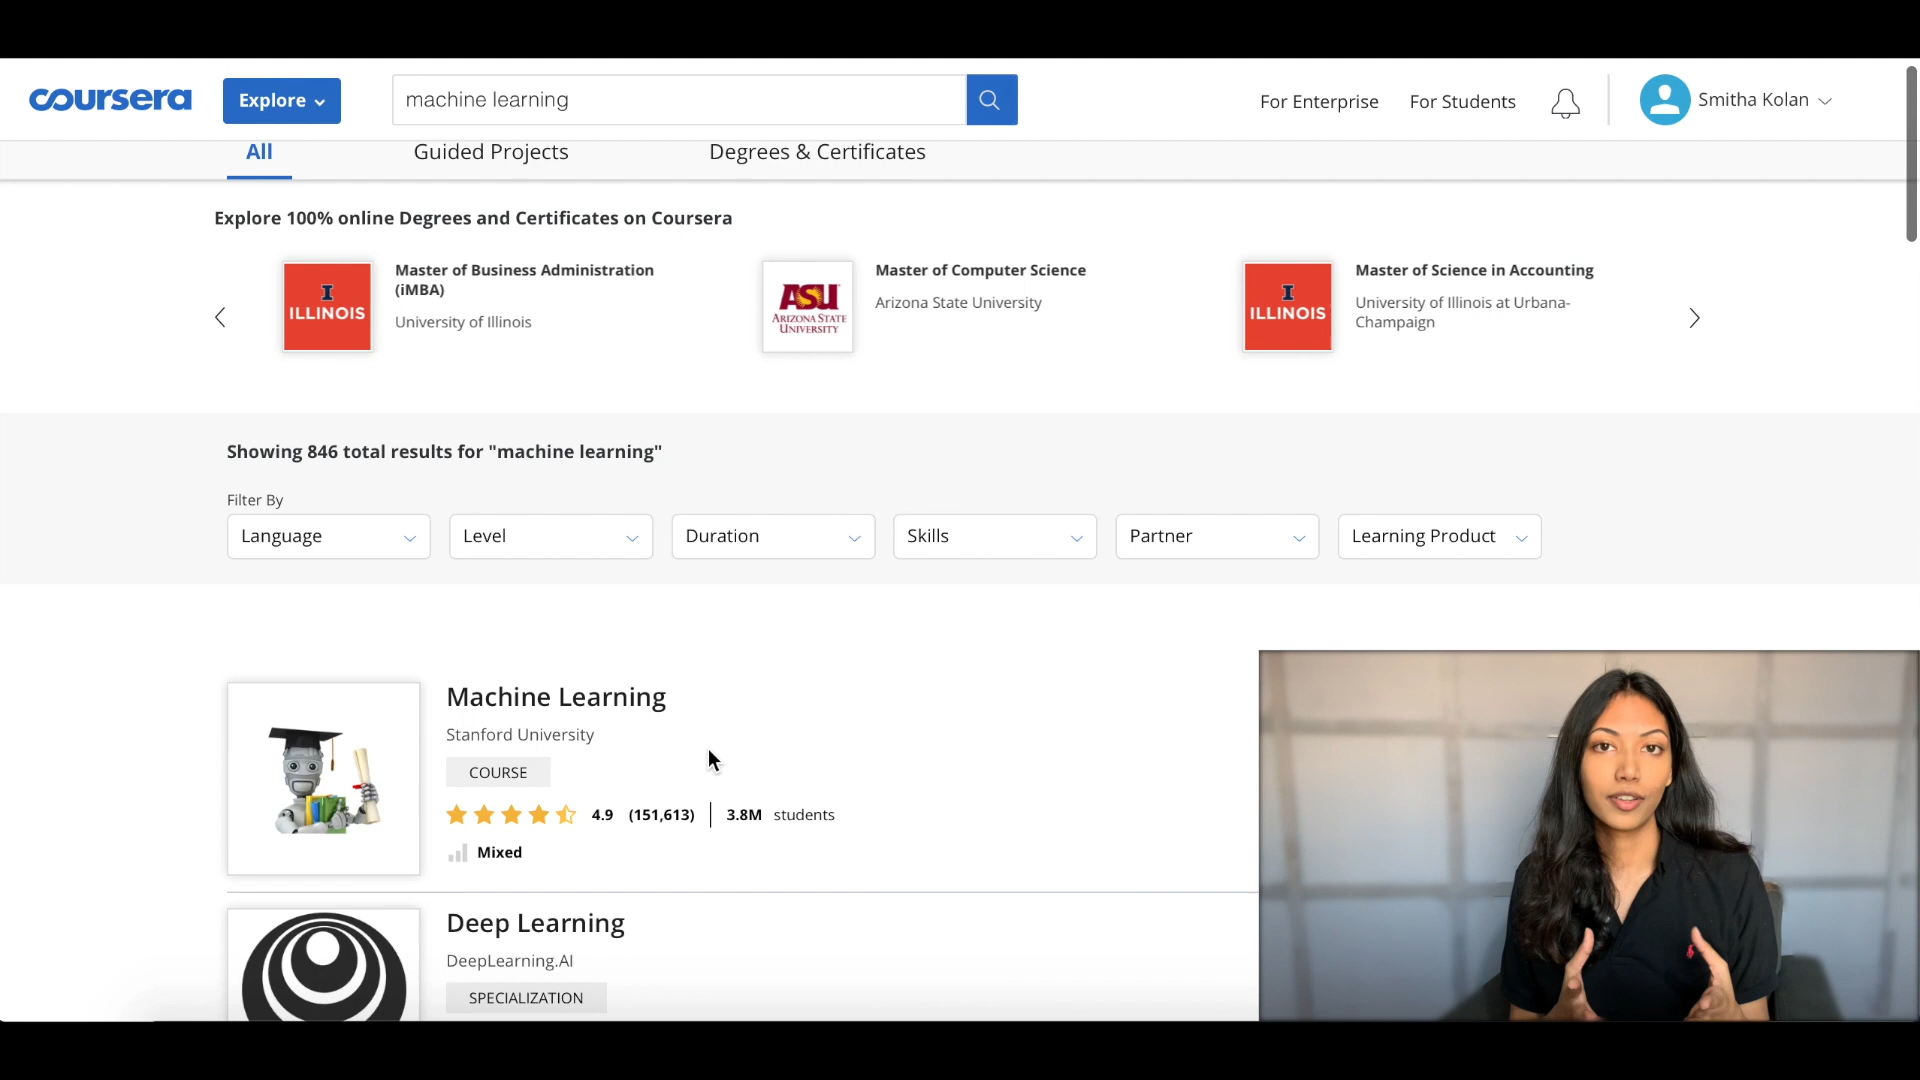 coursera
Explore
machine learning
For Enterprise
For Students
Smitha Kolan
All
Guided Projects
Degrees & Certificates
Explore 100% online Degrees and Certificates on Coursera
I
ILLINOIS
Master of Business Administration
(iMBA)
University of Illinois
ASU
ARIZONA STATE
UNIVERSITY
Master of Computer Science
Arizona State University
I
ILLINOIS
Master of Science in Accounting
University of Illinois at Urbana-
Champaign
Showing 846 total results for "machine learning"
Filter By
Language
Level
Duration
Skills
Partner
Learning Product
Machine Learning
Stanford University
COURSE
4.9 (151,613) 3.8M students
Mixed
Deep Learning
DeepLearning.AI
SPECIALIZATION